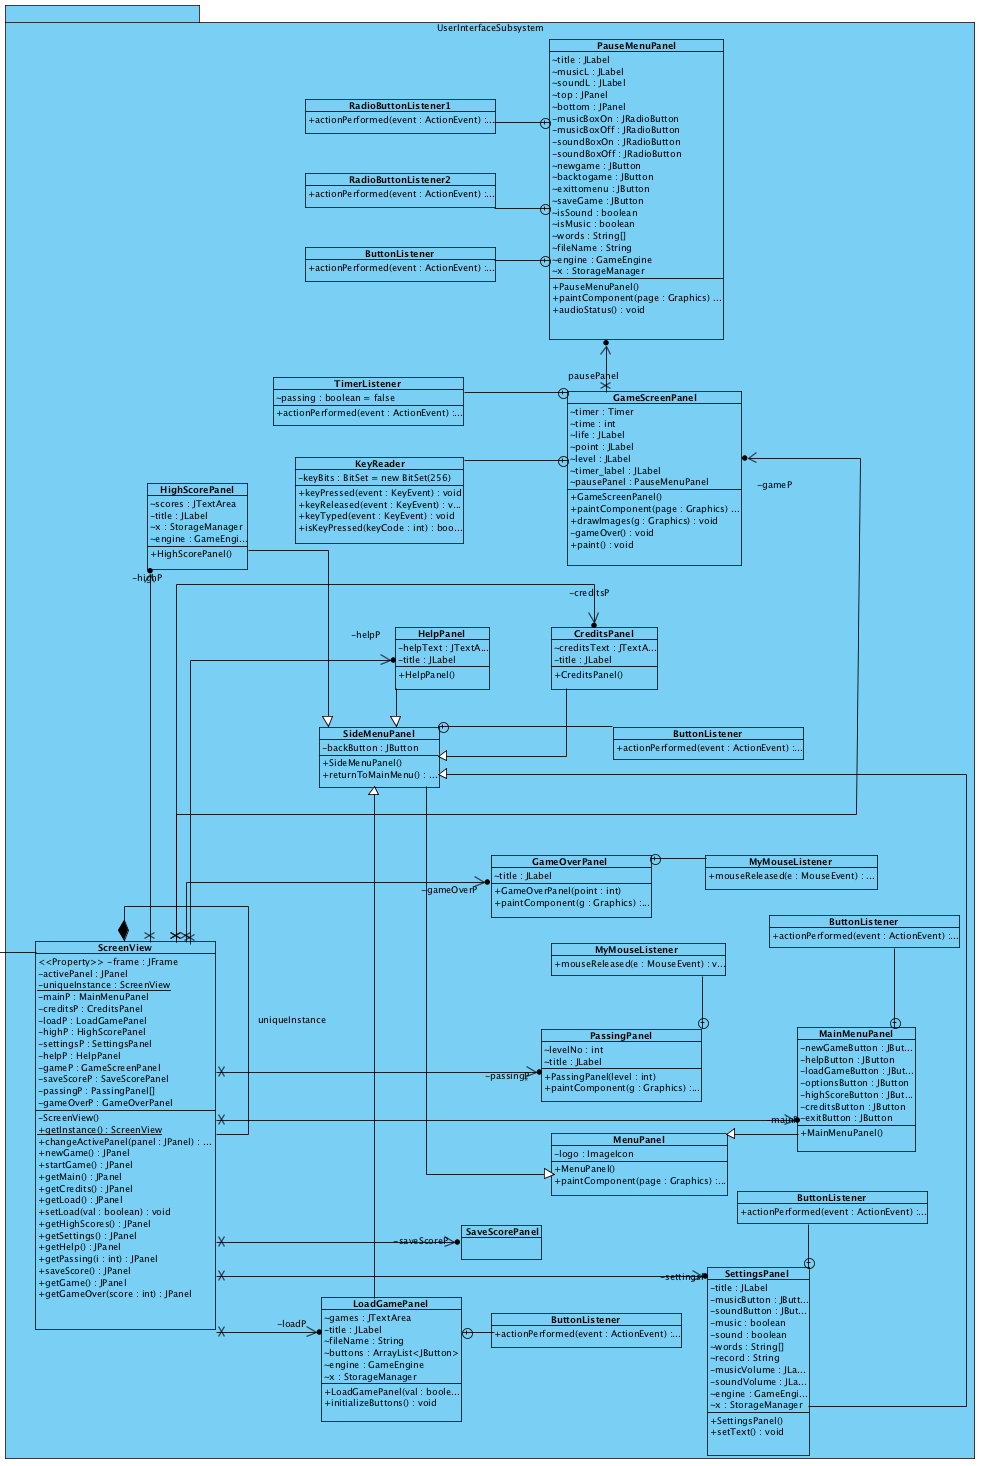 UserInterfaceSubsystem
PauseMenuPanel
~title : JLabel
~musicL : JLabel
~soundL : JLabel
~top : JPanel
~bottom : JPanel
-musicBoxOn : JRadioButton
-musicBoxOff : JRadioButton
-soundBoxOn : JRadioButton
-soundBoxOff : JRadioButton
~newgame : JButton
~backtogame : JButton
~exittomenu : JButton
~saveGame : JButton
~isSound : boolean
~isMusic : boolean
~words : String[]
~fileName : String
~engine : GameEngine
~x : StorageManager
+PauseMenuPanel()
+paintComponent(page : Graphics) ...
+audioStatus() : void
RadioButtonListener1
+actionPerformed(event : ActionEvent) :...
RadioButtonListener2
+actionPerformed(event : ActionEvent) :...
ButtonListener
+actionPerformed(event : ActionEvent) :...
pausePanel
TimerListener
~passing : boolean = false
+actionPerformed(event : ActionEvent) :...
GameScreenPanel
~timer : Timer
~time : int
~life : JLabel
~point : JLabel
~level : JLabel
~timer_label : JLabel
~pausePanel : PauseMenuPanel
+GameScreenPanel()
+paintComponent(page : Graphics) ...
+drawImages(g : Graphics) : void
-gameOver() : void
+paint() : void
KeyReader
-keyBits : BitSet = new BitSet(256)
+keyPressed(event : KeyEvent) : void
+keyReleased(event : KeyEvent) : v...
+keyTyped(event : KeyEvent) : void
+isKeyPressed(keyCode : int) : boo...
-gameP
HighScorePanel
~scores : JTextArea
-title : JLabel
~x : StorageManager
~engine : GameEngi...
+HighScorePanel()
-highP
-creditsP
-helpP
HelpPanel
-helpText : JTextA...
-title : JLabel
+HelpPanel()
CreditsPanel
~creditsText : JTextA...
-title : JLabel
+CreditsPanel()
SideMenuPanel
-backButton : JButton
+SideMenuPanel()
+returnToMainMenu() : ...
ButtonListener
+actionPerformed(event : ActionEvent) :...
GameOverPanel
~title : JLabel
+GameOverPanel(point : int)
+paintComponent(g : Graphics) :...
MyMouseListener
+mouseReleased(e : MouseEvent) : ...
-gameOverP
ButtonListener
+actionPerformed(event : ActionEvent) :...
MyMouseListener
+mouseReleased(e : MouseEvent) : v...
ScreenView
<<Property>> -frame : JFrame
-activePanel : JPanel
-uniqueInstance : ScreenView
-mainP : MainMenuPanel
-creditsP : CreditsPanel
-loadP : LoadGamePanel
-highP : HighScorePanel
-settingsP : SettingsPanel
-helpP : HelpPanel
-gameP : GameScreenPanel
-saveScoreP : SaveScorePanel
-passingP : PassingPanel[]
-gameOverP : GameOverPanel
-ScreenView()
+getInstance() : ScreenView
+changeActivePanel(panel : JPanel) : ...
+newGame() : JPanel
+startGame() : JPanel
+getMain() : JPanel
+getCredits() : JPanel
+getLoad() : JPanel
+setLoad(val : boolean) : void
+getHighScores() : JPanel
+getSettings() : JPanel
+getHelp() : JPanel
+getPassing(i : int) : JPanel
+saveScore() : JPanel
+getGame() : JPanel
+getGameOver(score : int) : JPanel
uniqueInstance
PassingPanel
~levelNo : int
~title : JLabel
+PassingPanel(level : int)
+paintComponent(g : Graphics) :...
-passingP
MainMenuPanel
-newGameButton : JBut...
-helpButton : JButton
-loadGameButton : JBut...
-optionsButton : JButton
-highScoreButton : JBut...
-creditsButton : JButton
-exitButton : JButton
+MainMenuPanel()
-mainP
MenuPanel
-logo : ImageIcon
+MenuPanel()
+paintComponent(page : Graphics) :...
ButtonListener
+actionPerformed(event : ActionEvent) :...
SaveScorePanel
-saveScoreP
-settingsP
SettingsPanel
-title : JLabel
-musicButton : JButt...
-soundButton : JBut...
-music : boolean
-sound : boolean
~words : String[]
~record : String
-musicVolume : JLa...
-soundVolume : JLa...
~engine : GameEngi...
~x : StorageManager
+SettingsPanel()
+setText() : void
-loadP
LoadGamePanel
~games : JTextArea
-title : JLabel
~fileName : String
~buttons : ArrayList<JButton>
~engine : GameEngine
~x : StorageManager
+LoadGamePanel(val : boole...
+initializeButtons() : void
ButtonListener
+actionPerformed(event : ActionEvent) :...